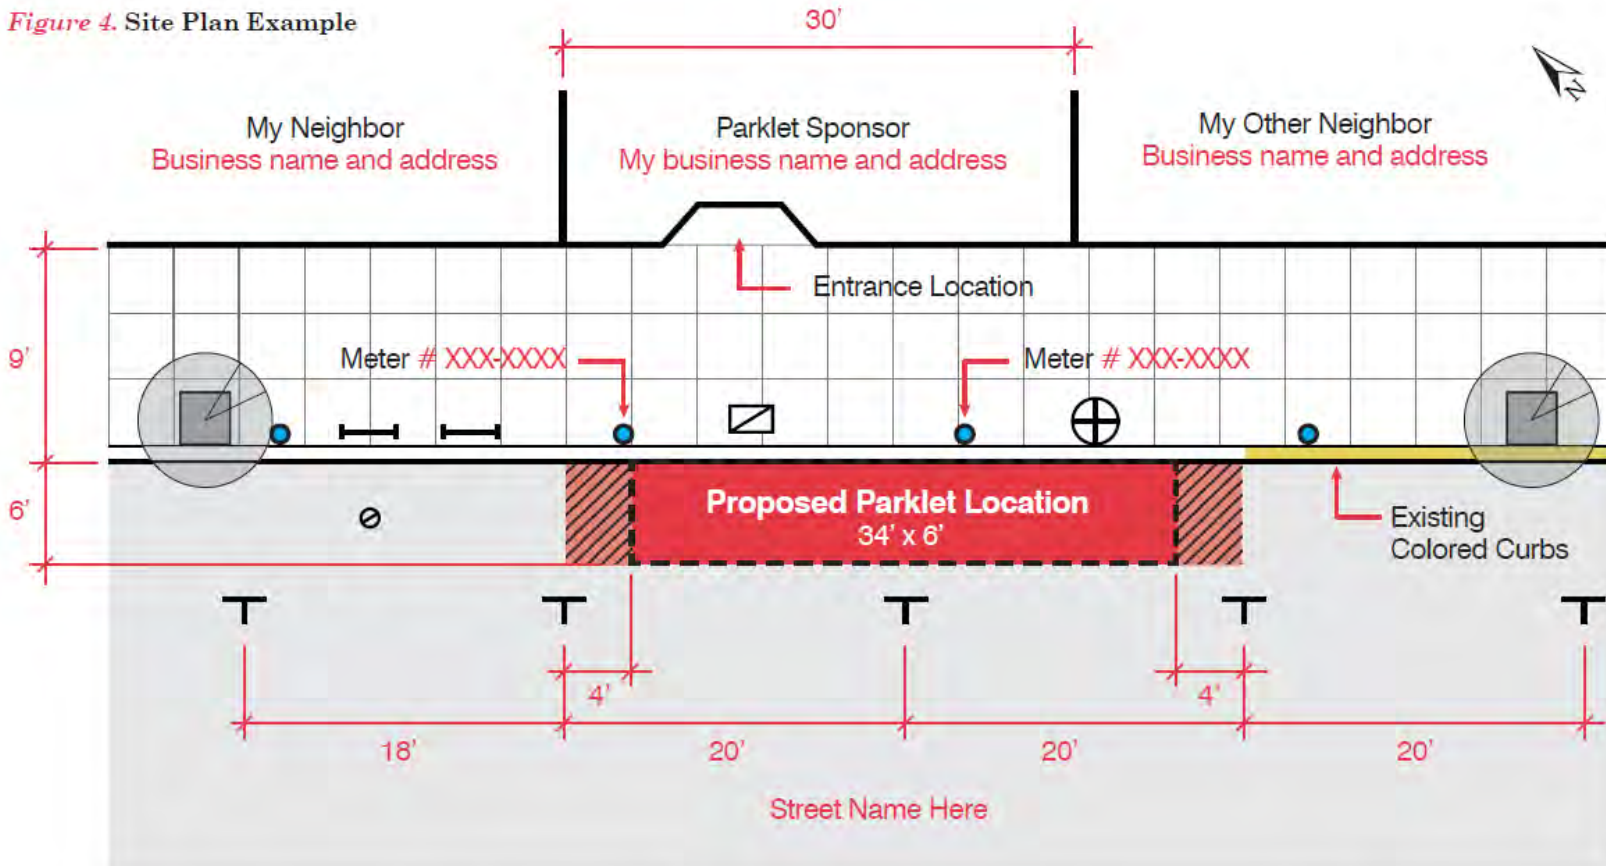 Figure 4. Site Plan Example
30’
N
My Neighbor
Business name and address
Parklet Sponsor
My business name and address
My Other Neighbor
Business name and address
Entrance Location
9’
Meter # XXX-XXXX
Meter # XXX-XXXX
6’
Proposed Parklet Location
34’ x 6’
Existing
Colored Curbs
4’
4’
18’
20’
20’
20’
Street Name Here